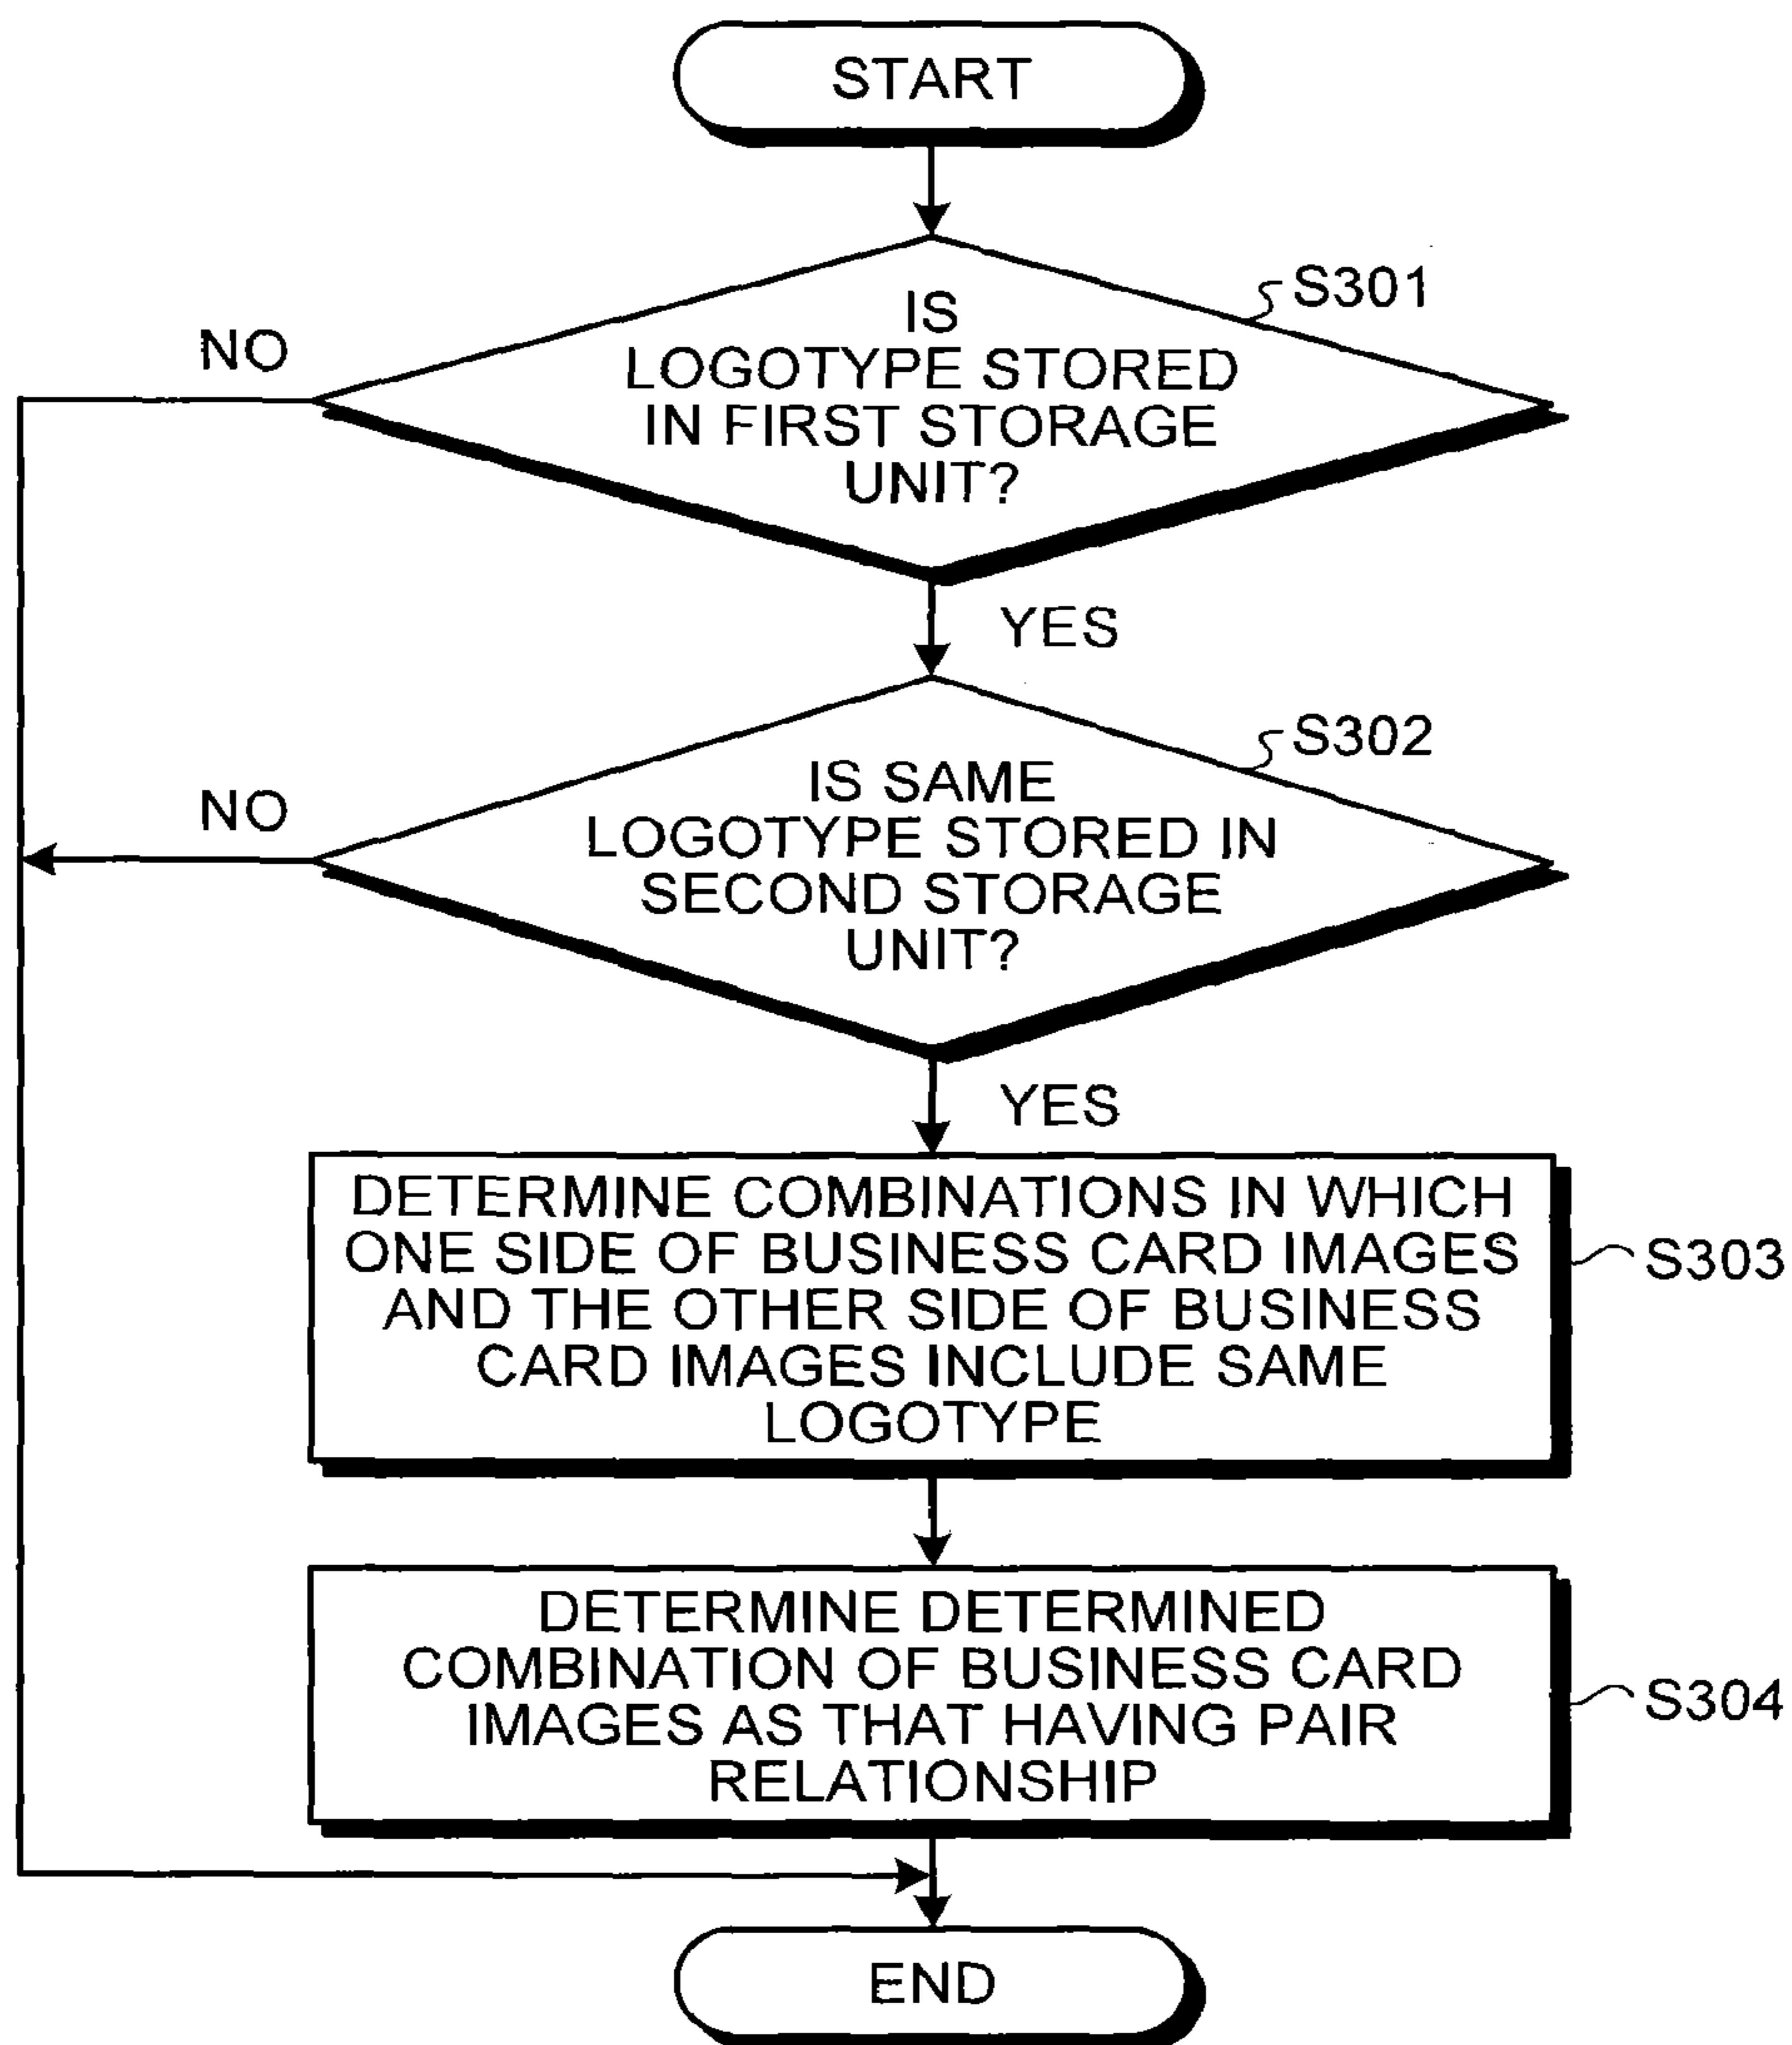 START
S301
IS
LOGOTYPE STORED
IN FIRST STORAGE
UNIT?
NO
YES
S302
IS SAME
LOGOTYPE STORED IN
SECOND STORAGE
UNIT?
NO
YES
DETERMINE COMBINATIONS IN WHICH
ONE SIDE OF BUSINESS CARD IMAGES
AND THE OTHER SIDE OF BUSINESS
CARD IMAGES INCLUDE SAME
LOGOTYPE
S303
DETERMINE DETERMINED
COMBINATION OF BUSINESS CARD
IMAGES AS THAT HAVING PAIR
RELATIONSHIP
S304
END